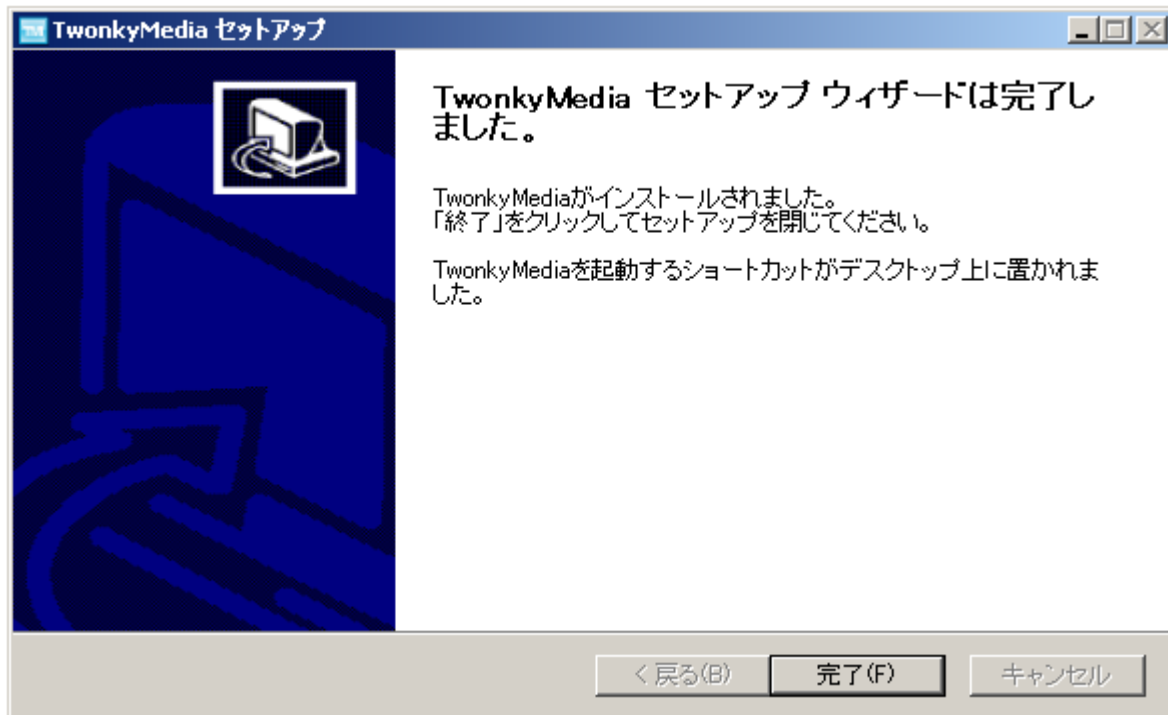 TwonkyMedia セットアップ
TwonkyMedia セットアップ ウィザードは完了し
ました。
TwonkyMediaがインストールされました。
「終了」をクリックしてセットアップを閉じてください。
TwonkyMediaを起動するショートカットがデスクトップ上に置かれま
した。
< 戻る(B)
完了(F)
キャンセル